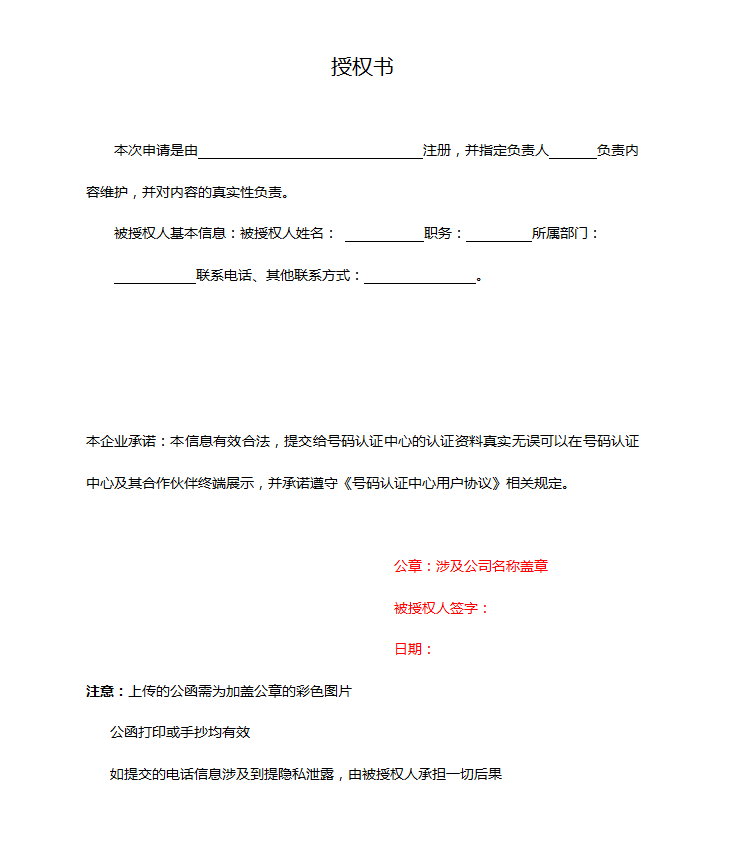 授权书
本次申请是由________________________________注册，并指定负责人_______负责内
容维护，并对内容的真实性负责。
被授权人基本信息：被授权人姓名： ___________职务：_________所属部门：
___________联系电话、其他联系方式：________________。
本企业承诺：本信息有效合法，提交给号码认证中心的认证资料真实无误可以在号码认证
中心及其合作伙伴终端展示，并承诺遵守《号码认证中心用户协议》相关规定。
公章：涉及公司名称盖章
被授权人签字：
日期：
注意：上传的公函需为加盖公章的彩色图片
公函打印或手抄均有效
如提交的电话信息涉及到提隐私泄露，由被授权人承担一切后果